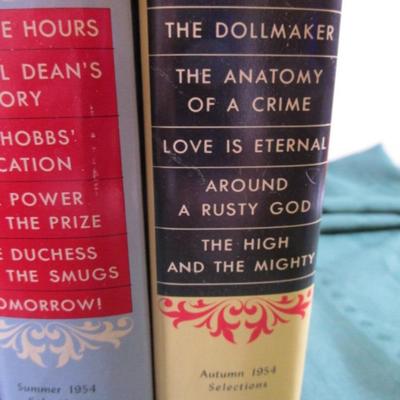 E HOURS
L DEAN'S
ORY
HOBBS'
CATION
POWER
THE PRIZE
E DUCHESS
THE SMUGS
OMORROW!
Summer 1954
THE DOLLMAKER
THE ANATOMY
OF A CRIME
LOVE IS ETERNAL
AROUND
A RUSTY GOD
THE HIGH
AND THE MIGHTY
Autumn 1954
Selections